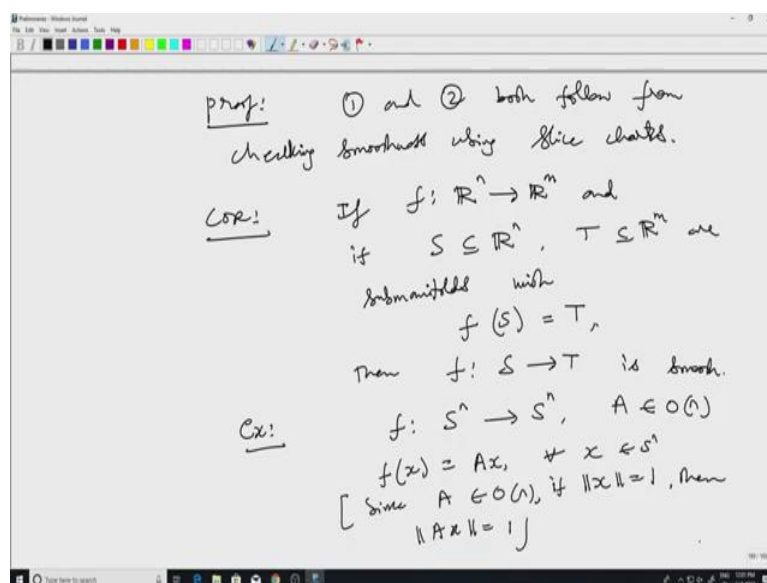 proof: ① and ② both follow from
checking smoothness using slice charts.
COR: If f: ℝⁿ → ℝᵐ and
if S ⊆ ℝⁿ, T ⊆ ℝᵐ are
submanifolds with
f(S) = T,
Then f: S → T is smooth.
Ex: f: Sⁿ → Sⁿ, A ∈ O(n)
f(x) = Ax, ∀ x ∈ Sⁿ
[Since A ∈ O(n), if ||x|| = 1, then
||Ax|| = 1]